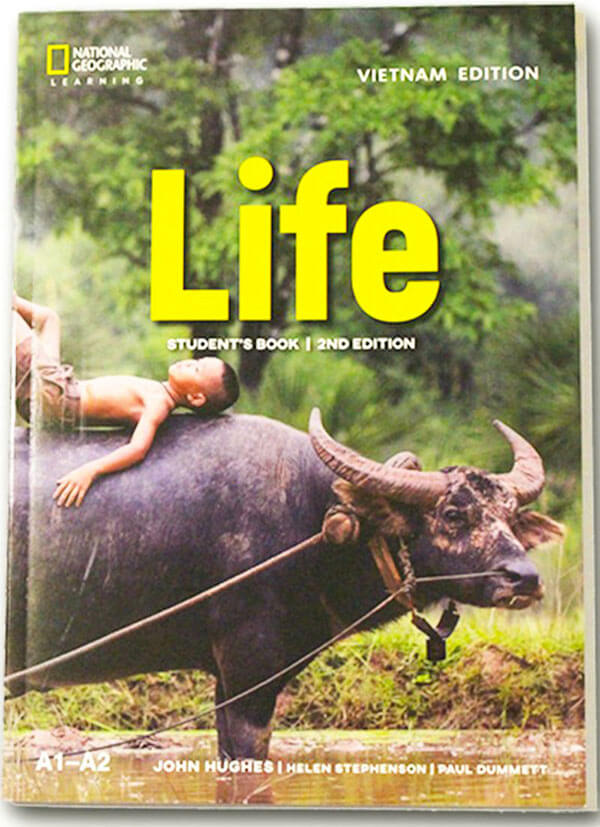 NATIONAL
GEOGRAPHIC
LEARNING
VIETNAM EDITION
Life
STUDENT'S BOOK | 2ND EDITION
A1–A2
JOHN HUGHES | HELEN STEPHENSON | PAUL DUMMETT